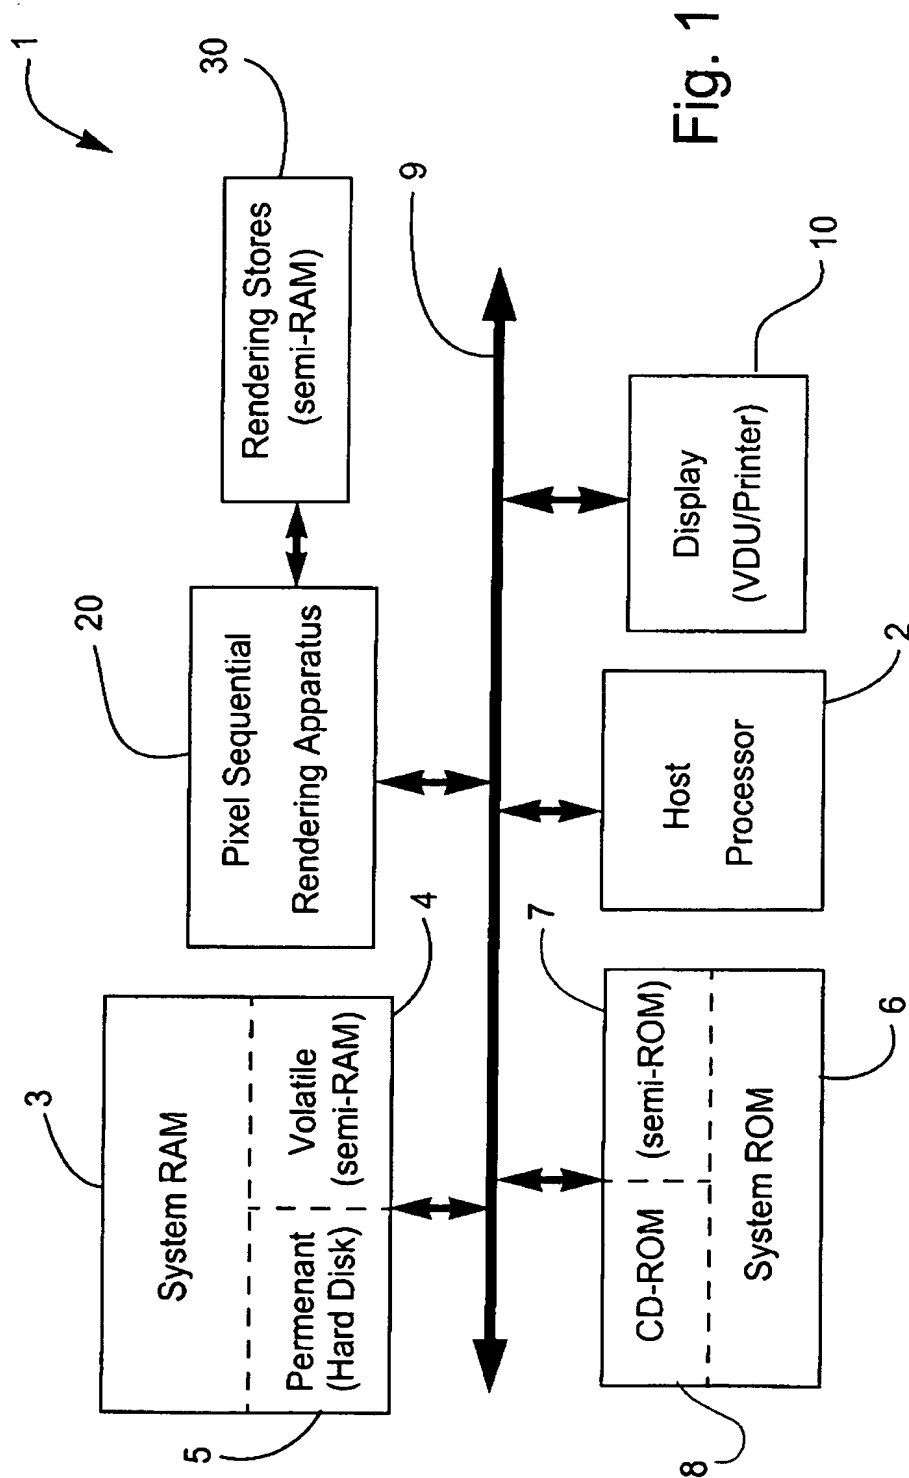 1
30
Rendering Stores
(semi-RAM)
20
Pixel Sequential
Rendering Apparatus
3
System RAM
Permenant
(Hard Disk)
Volatile
(semi-RAM)
5
4
9
7
CD-ROM
(semi-ROM)
System ROM
8
6
Host
Processor
2
Display
(VDU/Printer)
10
Fig. 1